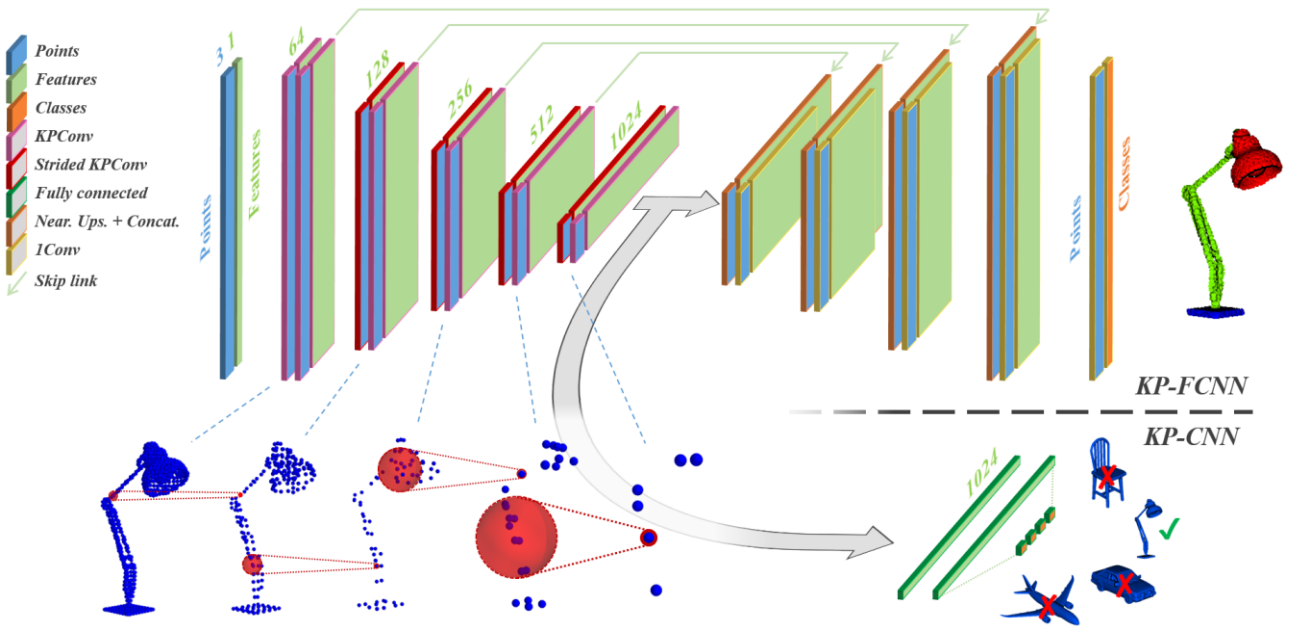 Points
Features
Classes
KPConv
Strided KPConv
Fully connected
Near. Ups. + Concat.
1Conv
Skip link
3 1
64
128
256
512
1024
Points
Features
Points
Classes
KP-FCNN
KP-CNN
1024